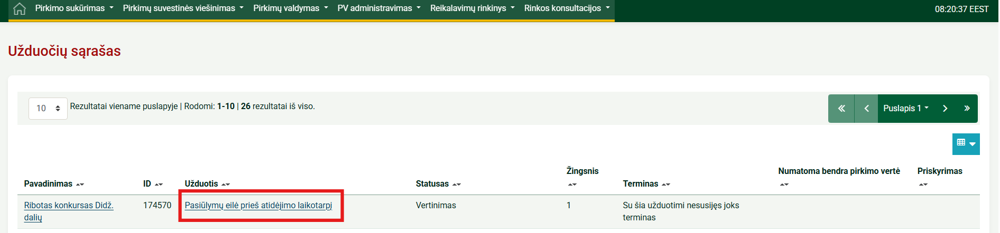 Pirkimo sukūrimas Pirkimų suvestinės viešinimas Pirkimų valdymas PV administravimas Reikalavimų rinkinys Rinkos konsultacijos 08:20:37 EEST
Užduočių sąrašas
10 Rezultatai viename puslapyje | Rodomi: 1-10 | 26 rezultatai iš viso. Puslapis 1
Pavadinimas ID Užduotis Statusas Žingsnis Terminas Numatoma bendra pirkimo vertė Priskyrimas
Ribotas konkursas Didž. 174570 Pasiūlymų eilė prieš atidėjimo laikotarpį Vertinimas 1 Su šia užduotimi nesusijęs joks
dalių terminas